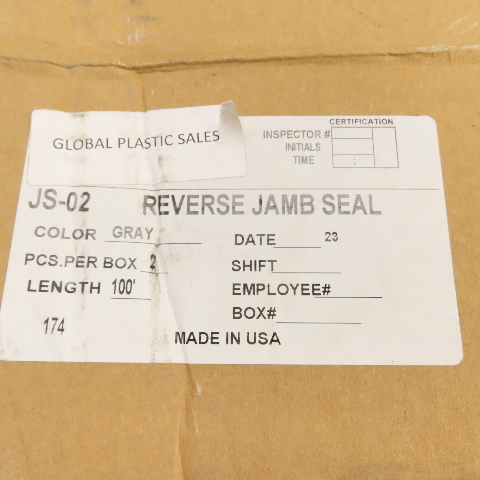 CERTIFICATION
GLOBAL PLASTIC SALES
INSPECTOR #
INITIALS
TIME :
JS-02 REVERSE JAMB SEAL
COLOR GRAY DATE 23
PCS.PER BOX 2 SHIFT
LENGTH 100' EMPLOYEE#
BOX#
174
MADE IN USA